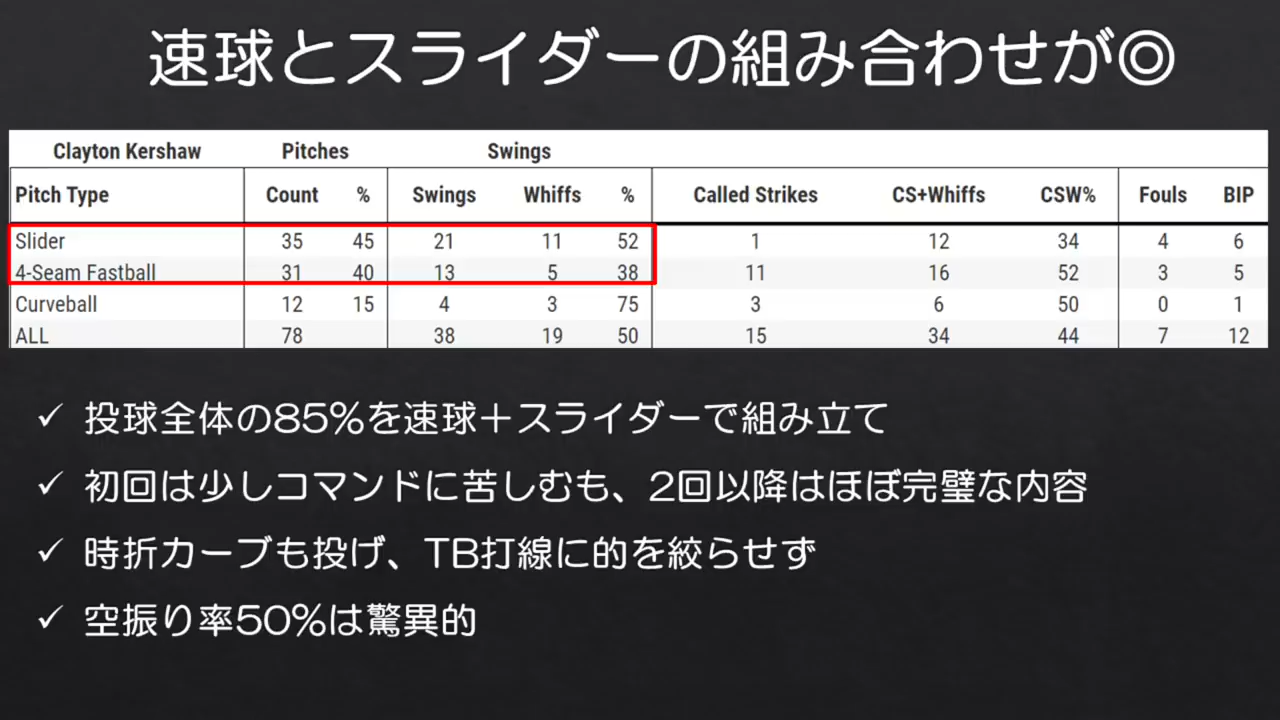 速球とスライダーの組み合わせが◎
Clayton Kershaw Pitches Swings
Pitch Type Count % Swings Whiffs % Called Strikes CS+Whiffs CSW% Fouls BIP
Slider 35 45 21 11 52 1 12 34 4 6
4-Seam Fastball 31 40 13 5 38 11 16 52 3 5
Curveball 12 15 4 3 75 3 6 50 0 1
ALL 78 38 19 50 15 34 44 7 12
✓ 投球全体の85%を速球＋スライダーで組み立て
✓ 初回は少しコマンドに苦しむも、2回以降はほぼ完璧な内容
✓ 時折カーブも投げ、TB打線に的を絞らせず
✓ 空振り率50%は驚異的